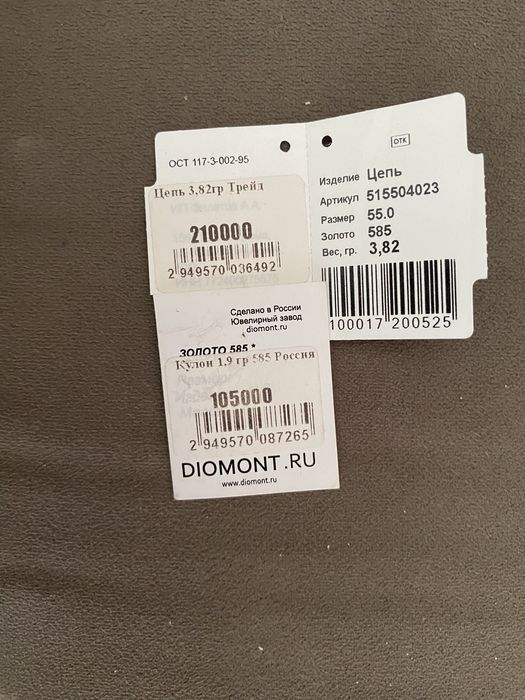 ОСТ 117-3-002-95
Цепь 3,82гр Трейд
210000
2 949570 036492
ОТК
Изделие Цепь
Артикул 515504023
Размер 55.0
Золото 585
Вес, гр. 3,82
100017 200525
Сделано в России
Ювелирный завод
diomont.ru
ЗОЛОТО 585 *
Кулон 1.9 гр 585 Россия
105000
2 949570 087265
DIOMONT.RU
www.diomont.ru